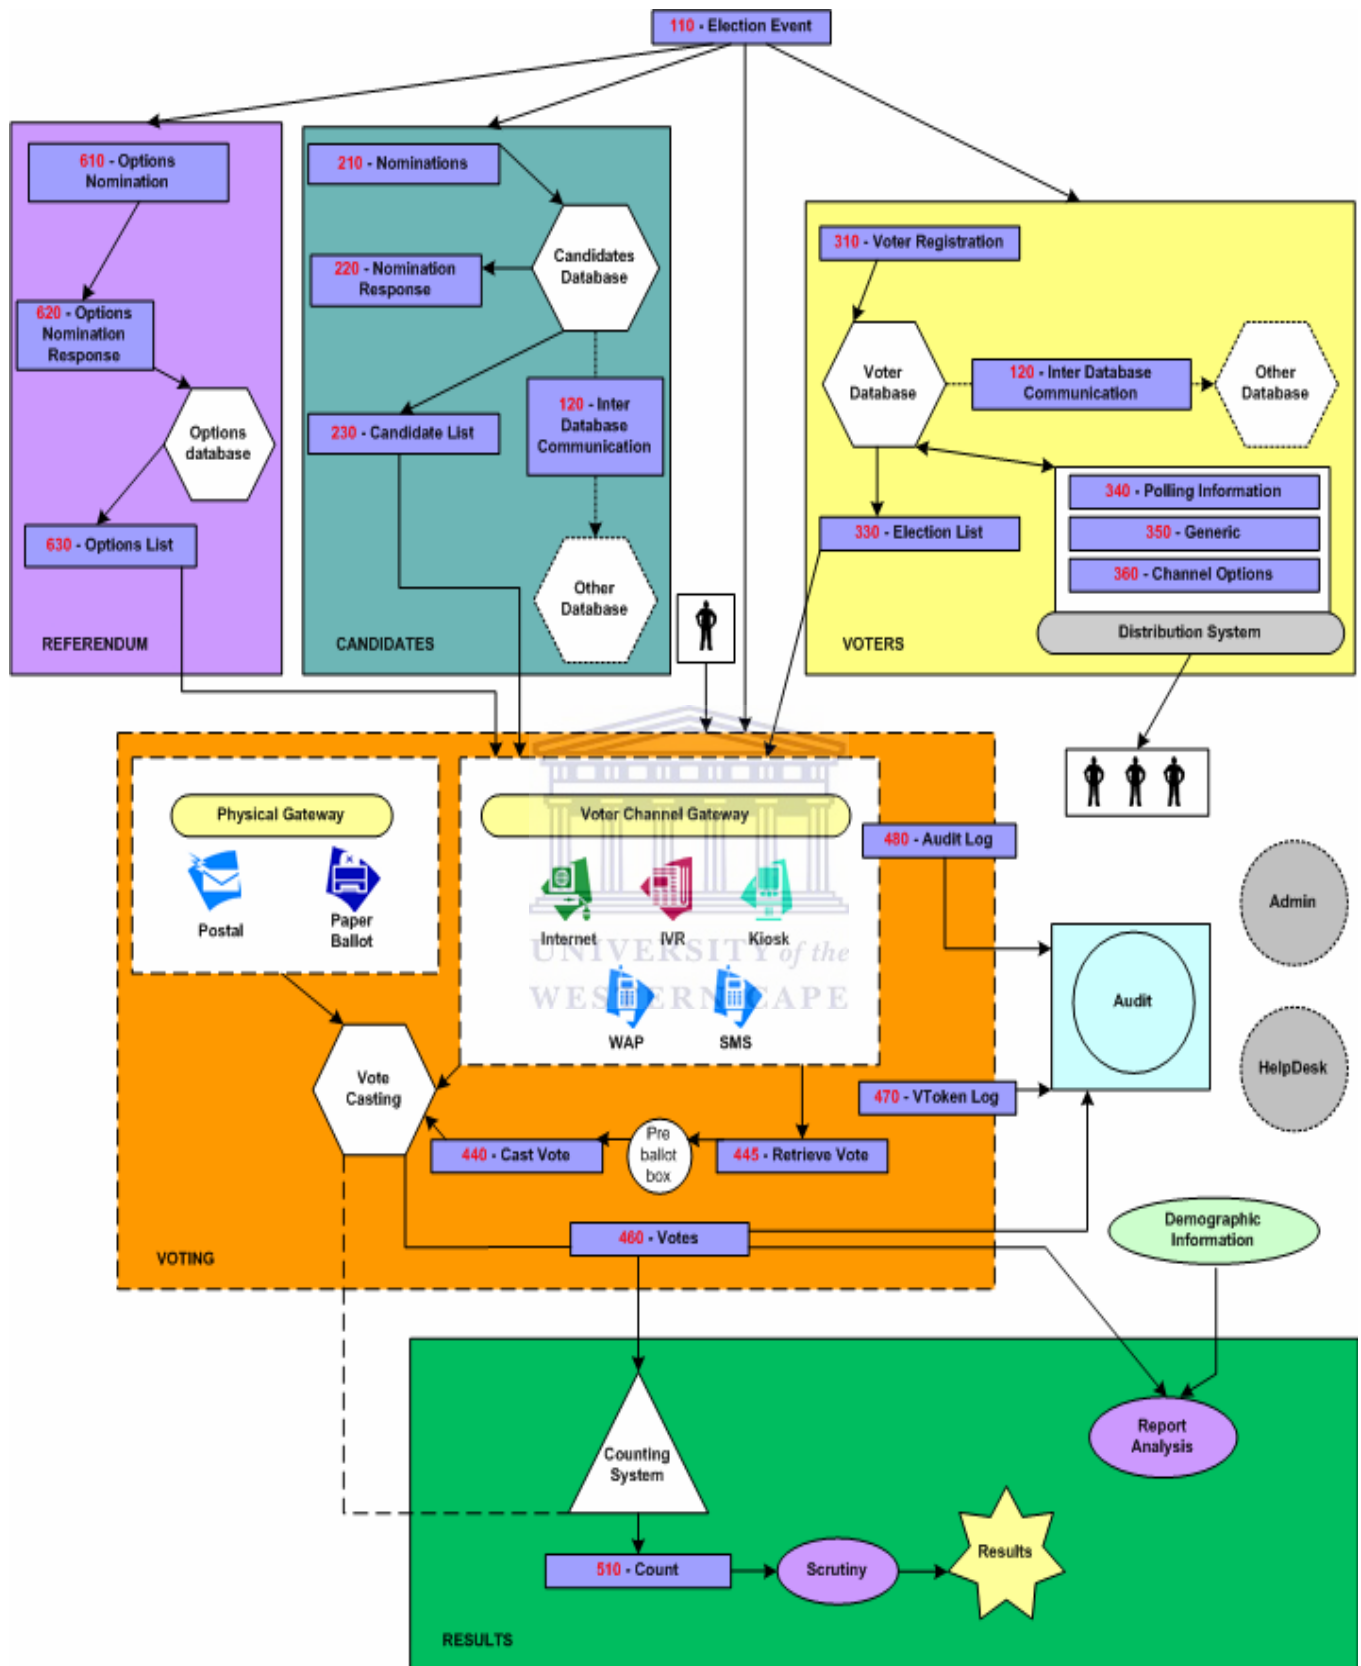 110 - Election Event
610 - Options
Nomination
620 - Options
Nomination
Response
Options
database
630 - Options List
REFERENDUM
210 - Nominations
Candidates
Database
220 - Nomination
Response
230 - Candidate List
120 - Inter
Database
Communication
Other
Database
CANDIDATES
310 - Voter Registration
Voter
Database
120 - Inter Database
Communication
Other
Database
330 - Election List
340 - Polling Information
350 - Generic
360 - Channel Options
Distribution System
VOTERS
Physical Gateway
Postal
Paper
Ballot
Voter Channel Gateway
Internet
IVR
Kiosk
WAP
SMS
UNIVERSITY of the
WESTERN CAPE
480 - Audit Log
Audit
Admin
HelpDesk
470 - VToken Log
Vote
Casting
440 - Cast Vote
Pre
ballot
box
445 - Retrieve Vote
460 - Votes
VOTING
Demographic
Information
Counting
System
Report
Analysis
510 - Count
Scrutiny
Results
RESULTS